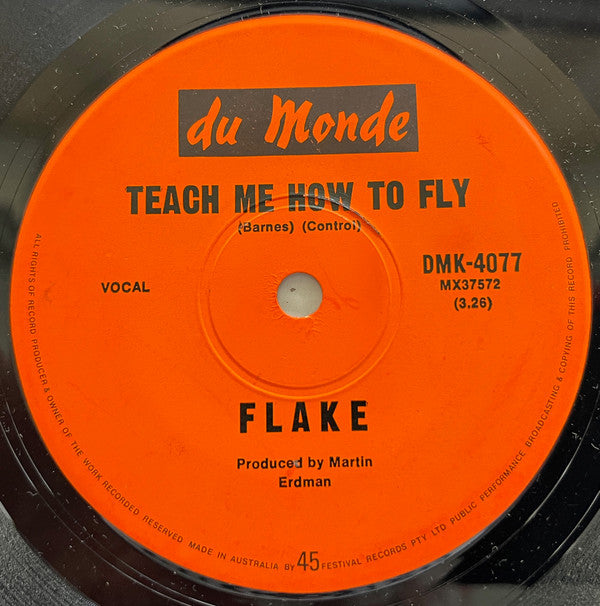 du Monde
TEACH ME HOW TO FLY
(Barnes) (Control)
VOCAL
DMK-4077
MX37572
(3.26)
FLAKE
Produced by Martin
Erdman
ALL RIGHTS OF RECORD PRODUCER & OWNER OF THE WORK RECORDED RESERVED MADE IN AUSTRALIA BY 45 FESTIVAL RECORDS PTY LTD PUBLIC PERFORMANCE BROADCASTING & COPYING OF THIS RECORD PROHIBITED